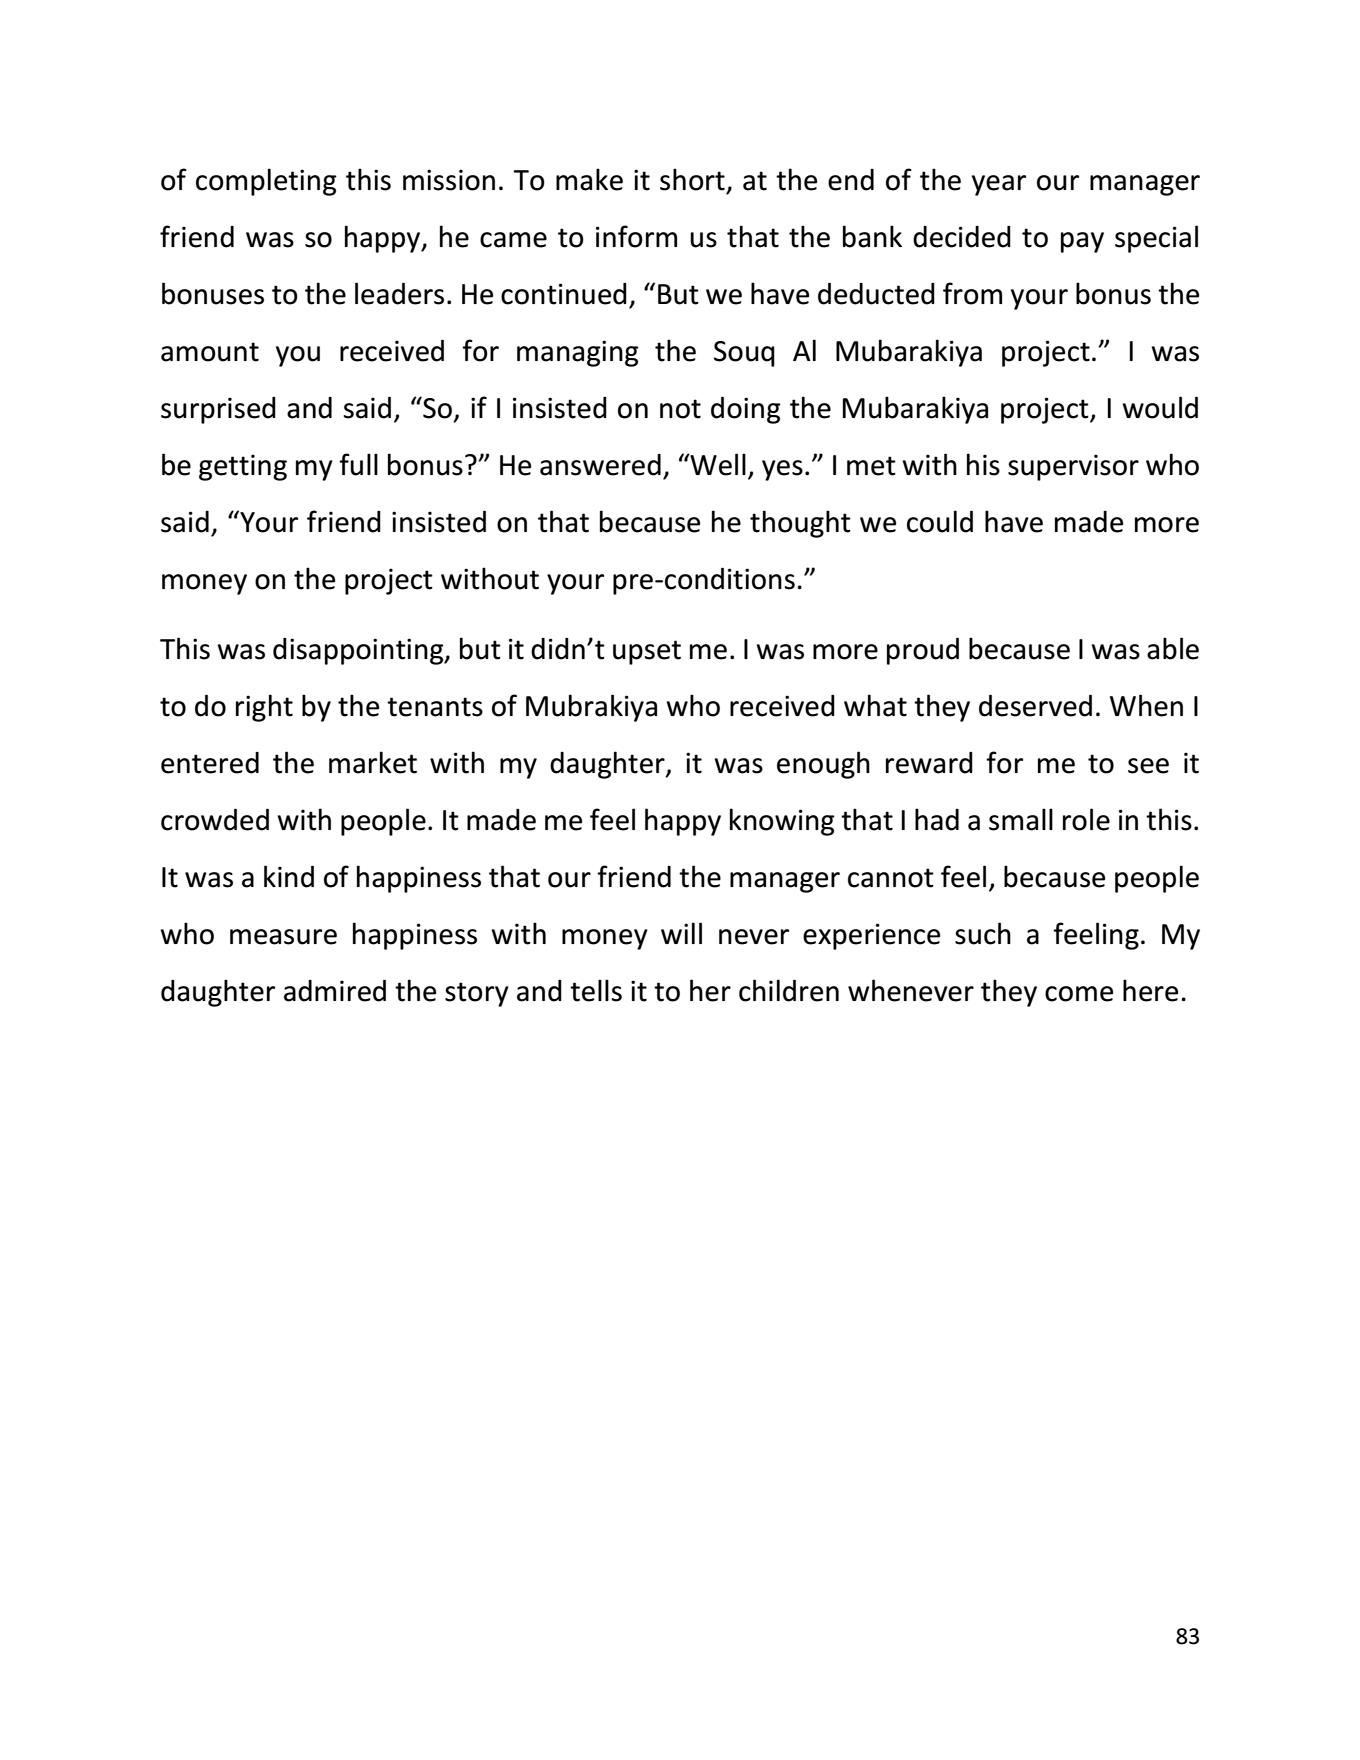 of completing this mission. To make it short, at the end of the year our manager
friend was so happy, he came to inform us that the bank decided to pay special
bonuses to the leaders. He continued, “But we have deducted from your bonus the
amount you received for managing the Souq Al Mubarakiya project.” I was
surprised and said, “So, if I insisted on not doing the Mubarakiya project, I would
be getting my full bonus?” He answered, “Well, yes.” I met with his supervisor who
said, “Your friend insisted on that because he thought we could have made more
money on the project without your pre-conditions.”
This was disappointing, but it didn’t upset me. I was more proud because I was able
to do right by the tenants of Mubrakiya who received what they deserved. When I
entered the market with my daughter, it was enough reward for me to see it
crowded with people. It made me feel happy knowing that I had a small role in this.
It was a kind of happiness that our friend the manager cannot feel, because people
who measure happiness with money will never experience such a feeling. My
daughter admired the story and tells it to her children whenever they come here.
83